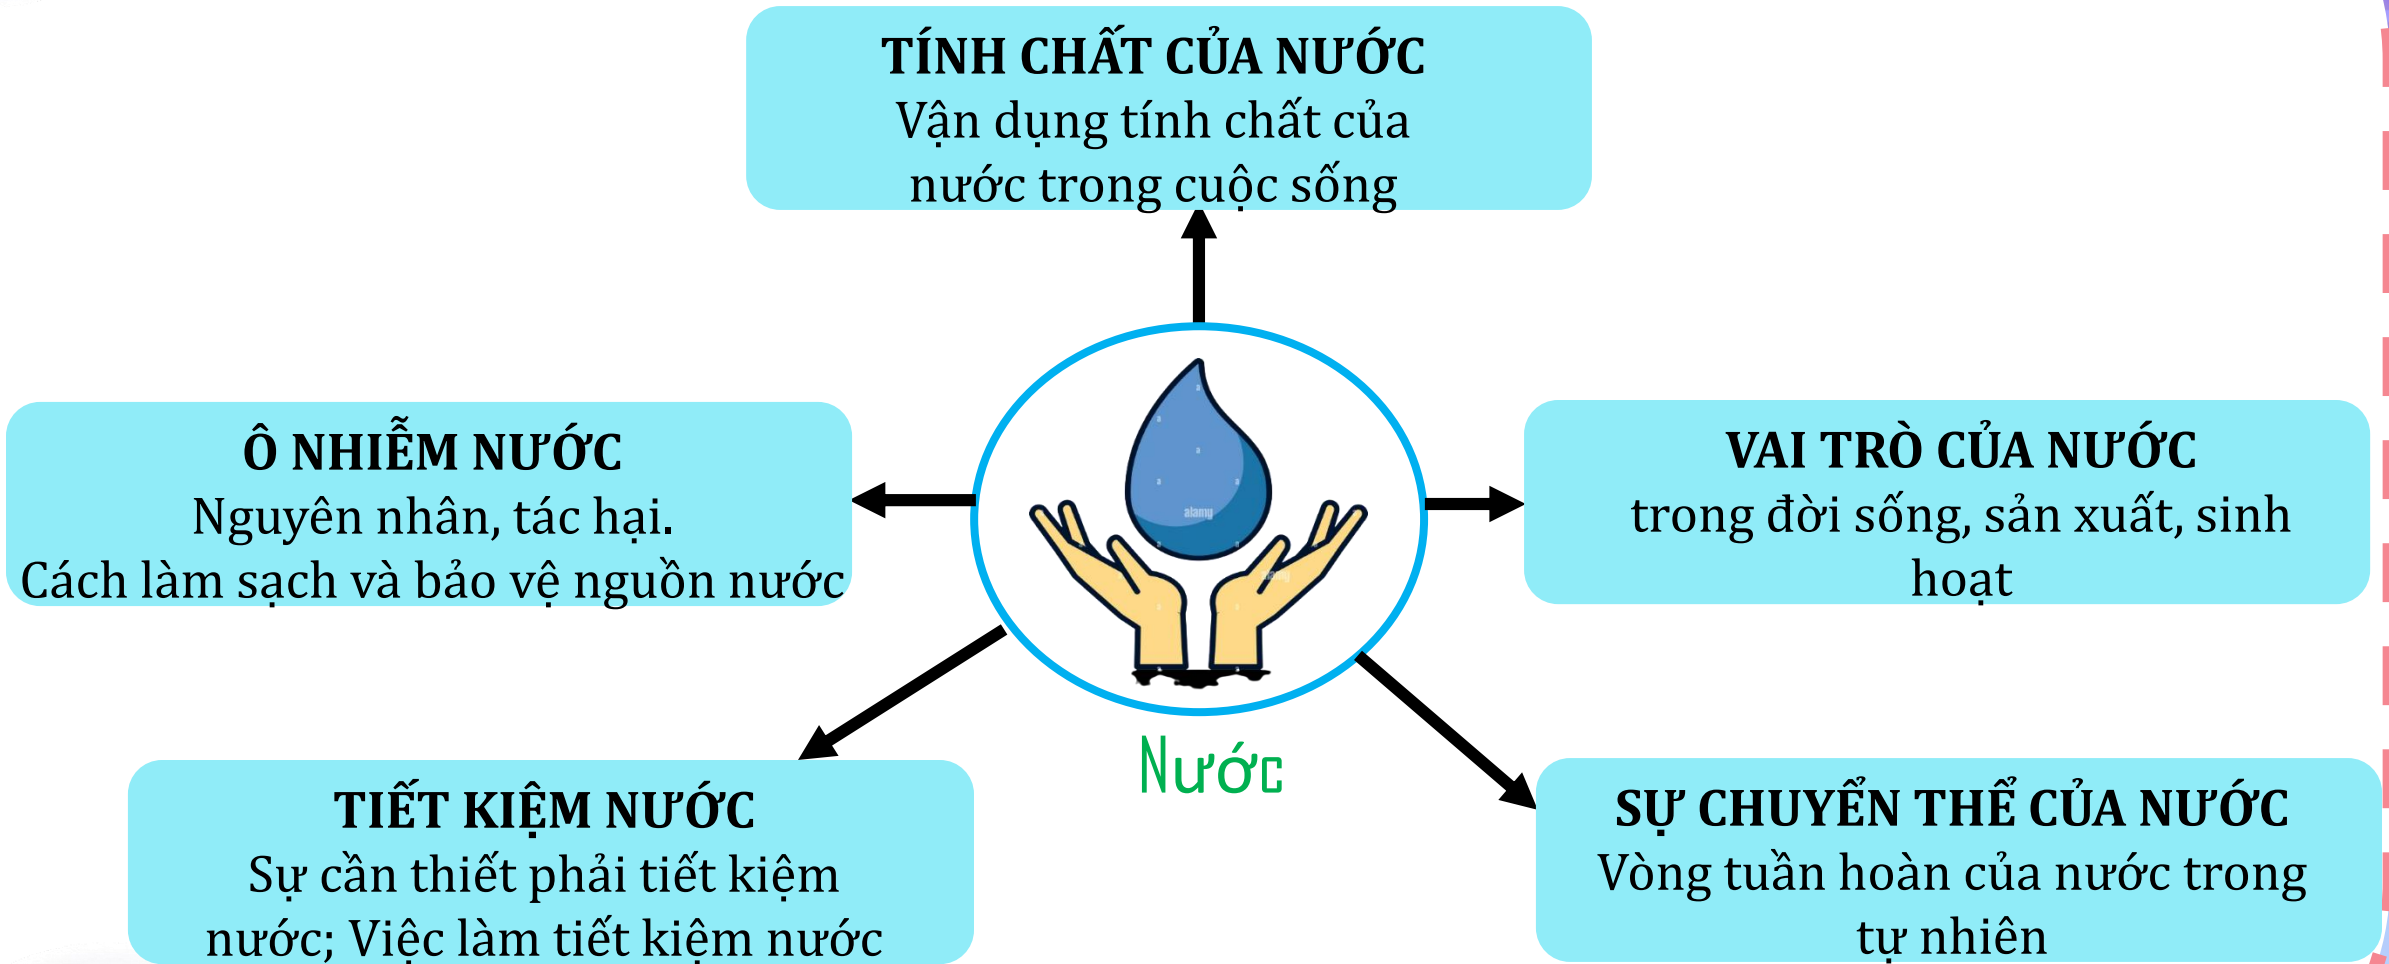 TÍNH CHẤT CỦA NƯỚC
Vận dụng tính chất của
nước trong cuộc sống
Ô NHIỄM NƯỚC
Nguyên nhân, tác hại.
Cách làm sạch và bảo vệ nguồn nước
alamy
alamy
VAI TRÒ CỦA NƯỚC
trong đời sống, sản xuất, sinh
hoạt
Nước
TIẾT KIỆM NƯỚC
Sự cần thiết phải tiết kiệm
nước; Việc làm tiết kiệm nước
SỰ CHUYỂN THỂ CỦA NƯỚC
Vòng tuần hoàn của nước trong
tự nhiên